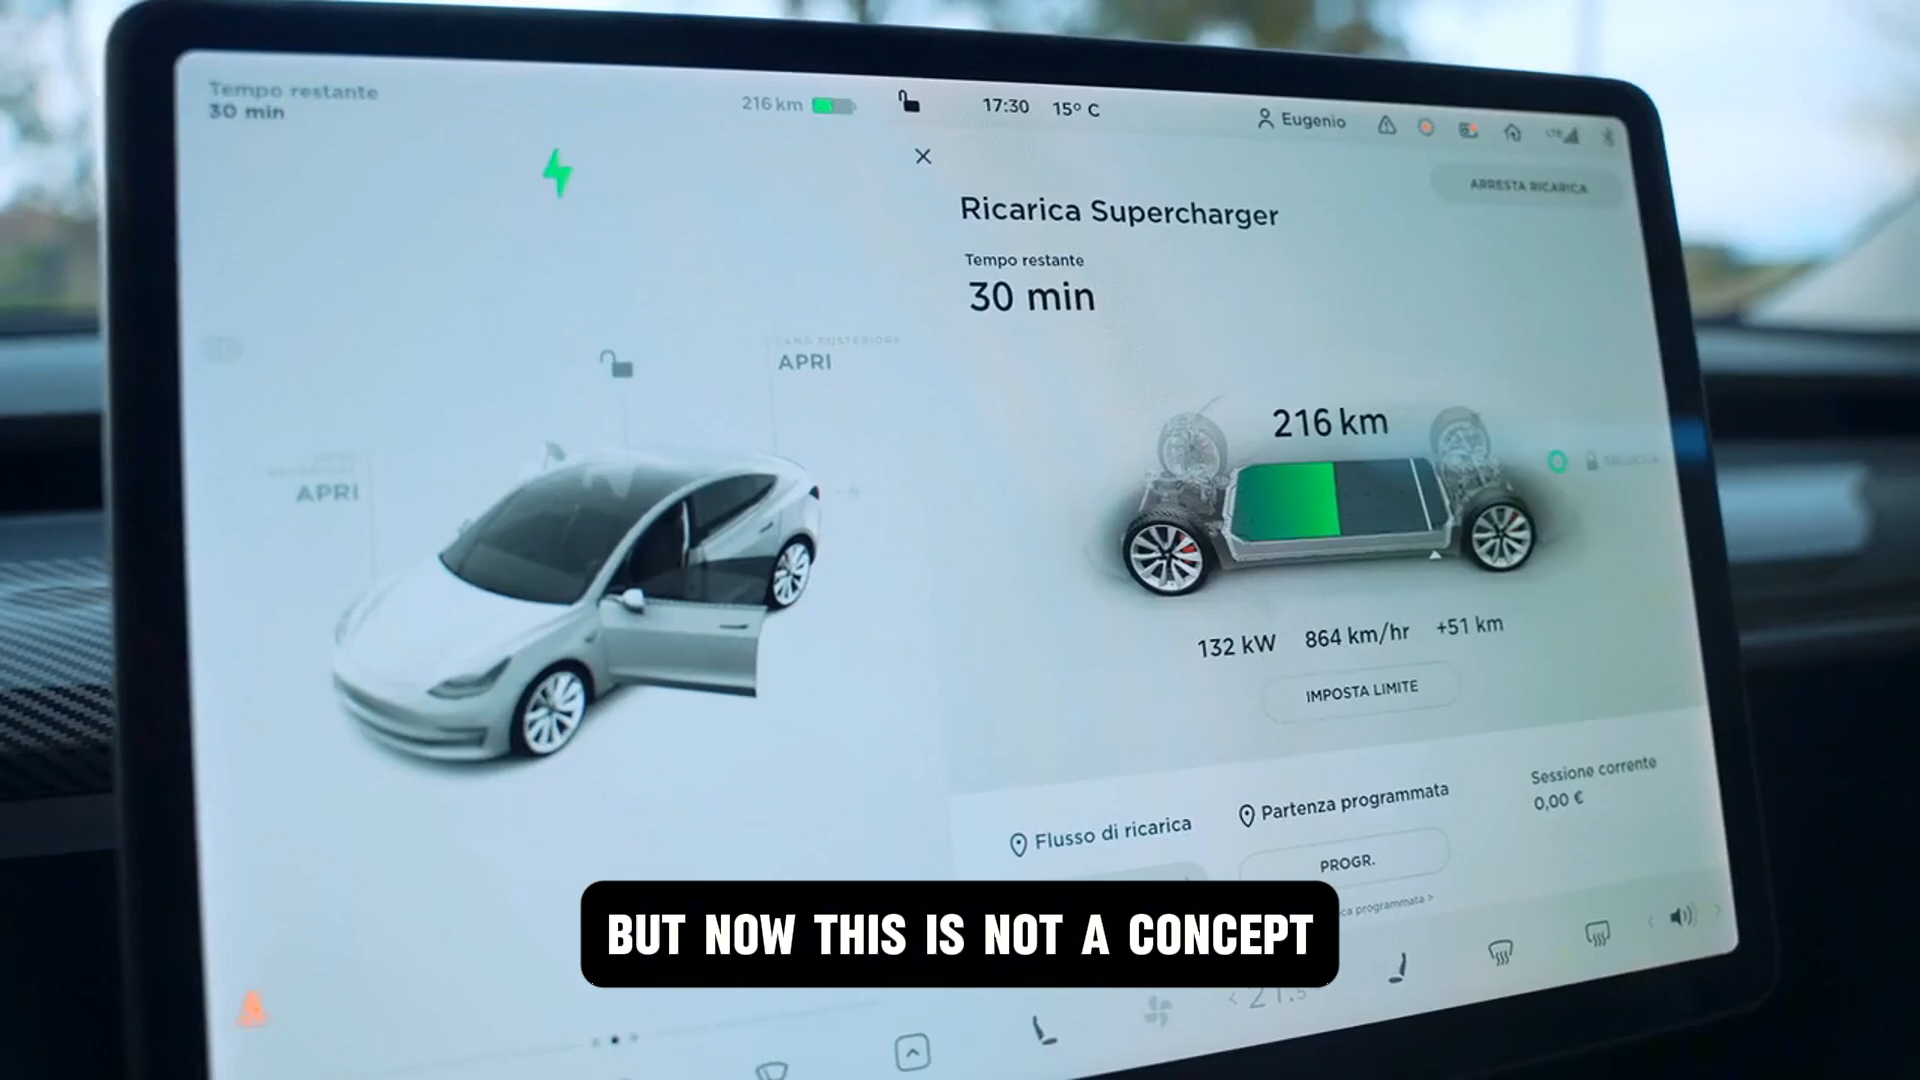 Tempo restante
30 min
216 km
17:30 15° C
Eugenio
LTE
ARRESTA RICARICA
Ricarica Supercharger
Tempo restante
30 min
APRI
APRI
216 km
132 kW 864 km/hr +51 km
IMPOSTA LIMITE
Flusso di ricarica
Partenza programmata
PROGR.
programmata >
Sessione corrente
0,00 €
BUT NOW THIS IS NOT A CONCEPT